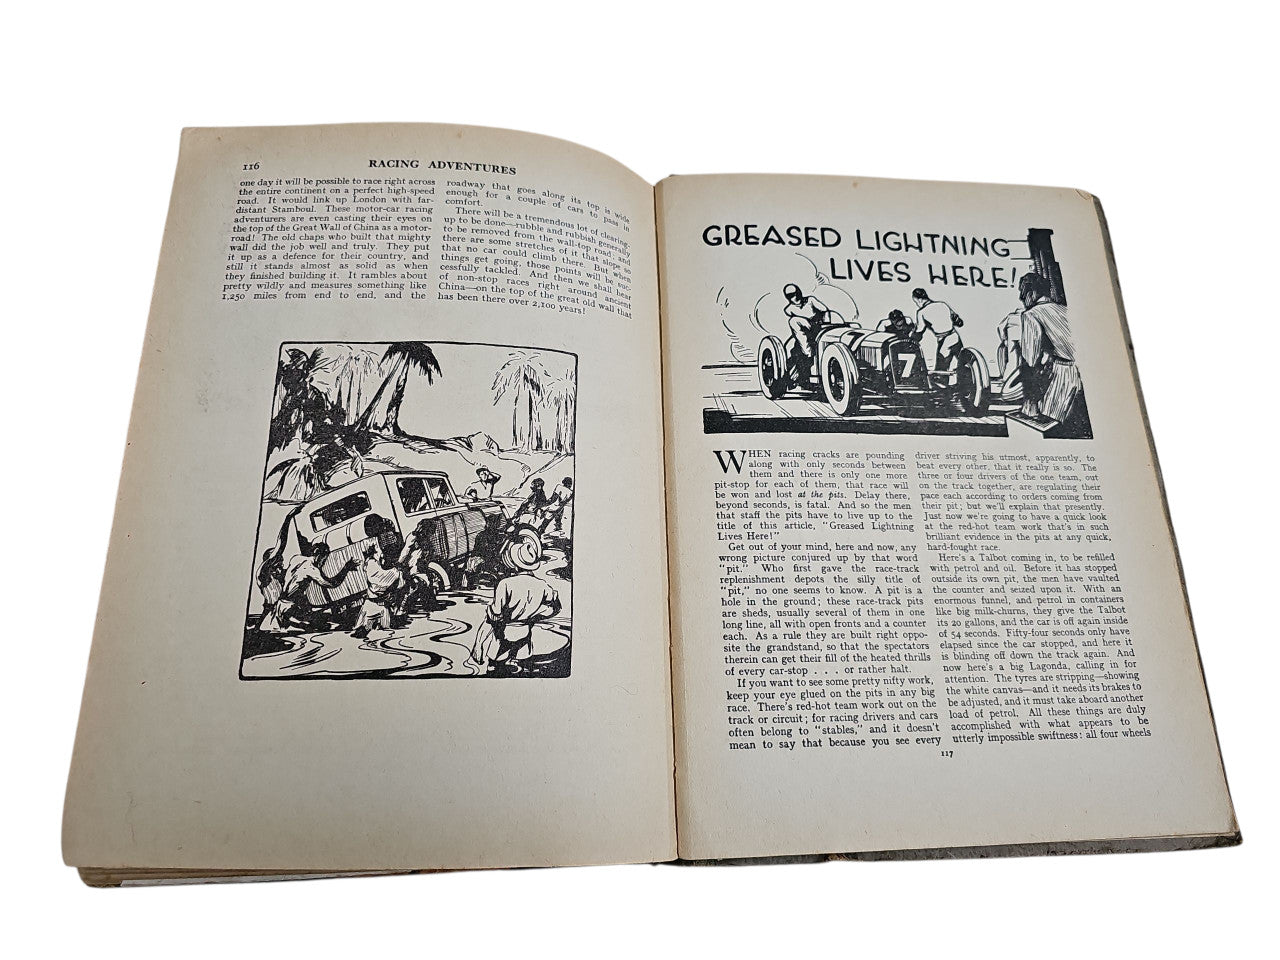 116
RACING ADVENTURES
one day it will be possible to race right across
the entire continent on a perfect high-speed
road. It would link up London with far-
distant Stamboul. These motor-car racing
adventurers are even casting their eyes on
the top of the Great Wall of China as a motor-
road! The old chaps who built that mighty
wall did the job well and truly. They put
it up as a defence for their country, and
still it stands almost as solid as when
they finished building it. It rambles about
pretty wildly and measures something like
1,250 miles from end to end, and the
roadway that goes along its top is wide
enough for a couple of cars to pass in
comfort.
There will be a tremendous lot of clearing
up to be done—rubble and rubbish generally
to be removed from the wall-top road; and
there are some stretches of it that slope so
that no car could climb there. But when
things get going, those points will be suc-
cessfully tackled. And then we shall hear
of non-stop races right around ancient
China—on the top of the great old wall that
has been there over 2,100 years!
GREASED LIGHTNING
LIVES HERE!
7
WHEN racing cracks are pounding
along with only seconds between
them and there is only one more
pit-stop for each of them, that race will
be won and lost at the pits. Delay there,
beyond seconds, is fatal. And so the men
that staff the pits have to live up to the
title of this article, "Greased Lightning
Lives Here!"
Get out of your mind, here and now, any
wrong picture conjured up by that word
"pit." Who first gave the race-track
replenishment depots the silly title of
"pit," no one seems to know. A pit is a
hole in the ground; these race-track pits
are sheds, usually several of them in one
long line, all with open fronts and a counter
each. As a rule they are built right oppo-
site the grandstand, so that the spectators
therein can get their fill of the heated thrills
of every car-stop . . . or rather halt.
If you want to see some pretty nifty work,
keep your eye glued on the pits in any big
race. There's red-hot team work out on the
track or circuit; for racing drivers and cars
often belong to "stables," and it doesn't
mean to say that because you see every
driver striving his utmost, apparently, to
beat every other, that it really is so. The
three or four drivers of the one team, out
on the track together, are regulating their
pace each according to orders coming from
their pit; but we'll explain that presently.
Just now we're going to have a quick look
at the red-hot team work that's in such
brilliant evidence in the pits at any quick,
hard-fought race.
Here's a Talbot coming in, to be refilled
with petrol and oil. Before it has stopped
outside its own pit, the men have vaulted
the counter and seized upon it. With an
enormous funnel, and petrol in containers
like big milk-churns, they give the Talbot
its 20 gallons, and the car is off again inside
of 54 seconds. Fifty-four seconds only have
elapsed since the car stopped, and here it
is blinding off down the track again. And
now here's a big Lagonda, calling in for
attention. The tyres are stripping—showing
the white canvas—and it needs its brakes to
be adjusted, and it must take aboard another
load of petrol. All these things are duly
accomplished with what appears to be
utterly impossible swiftness: all four wheels
117